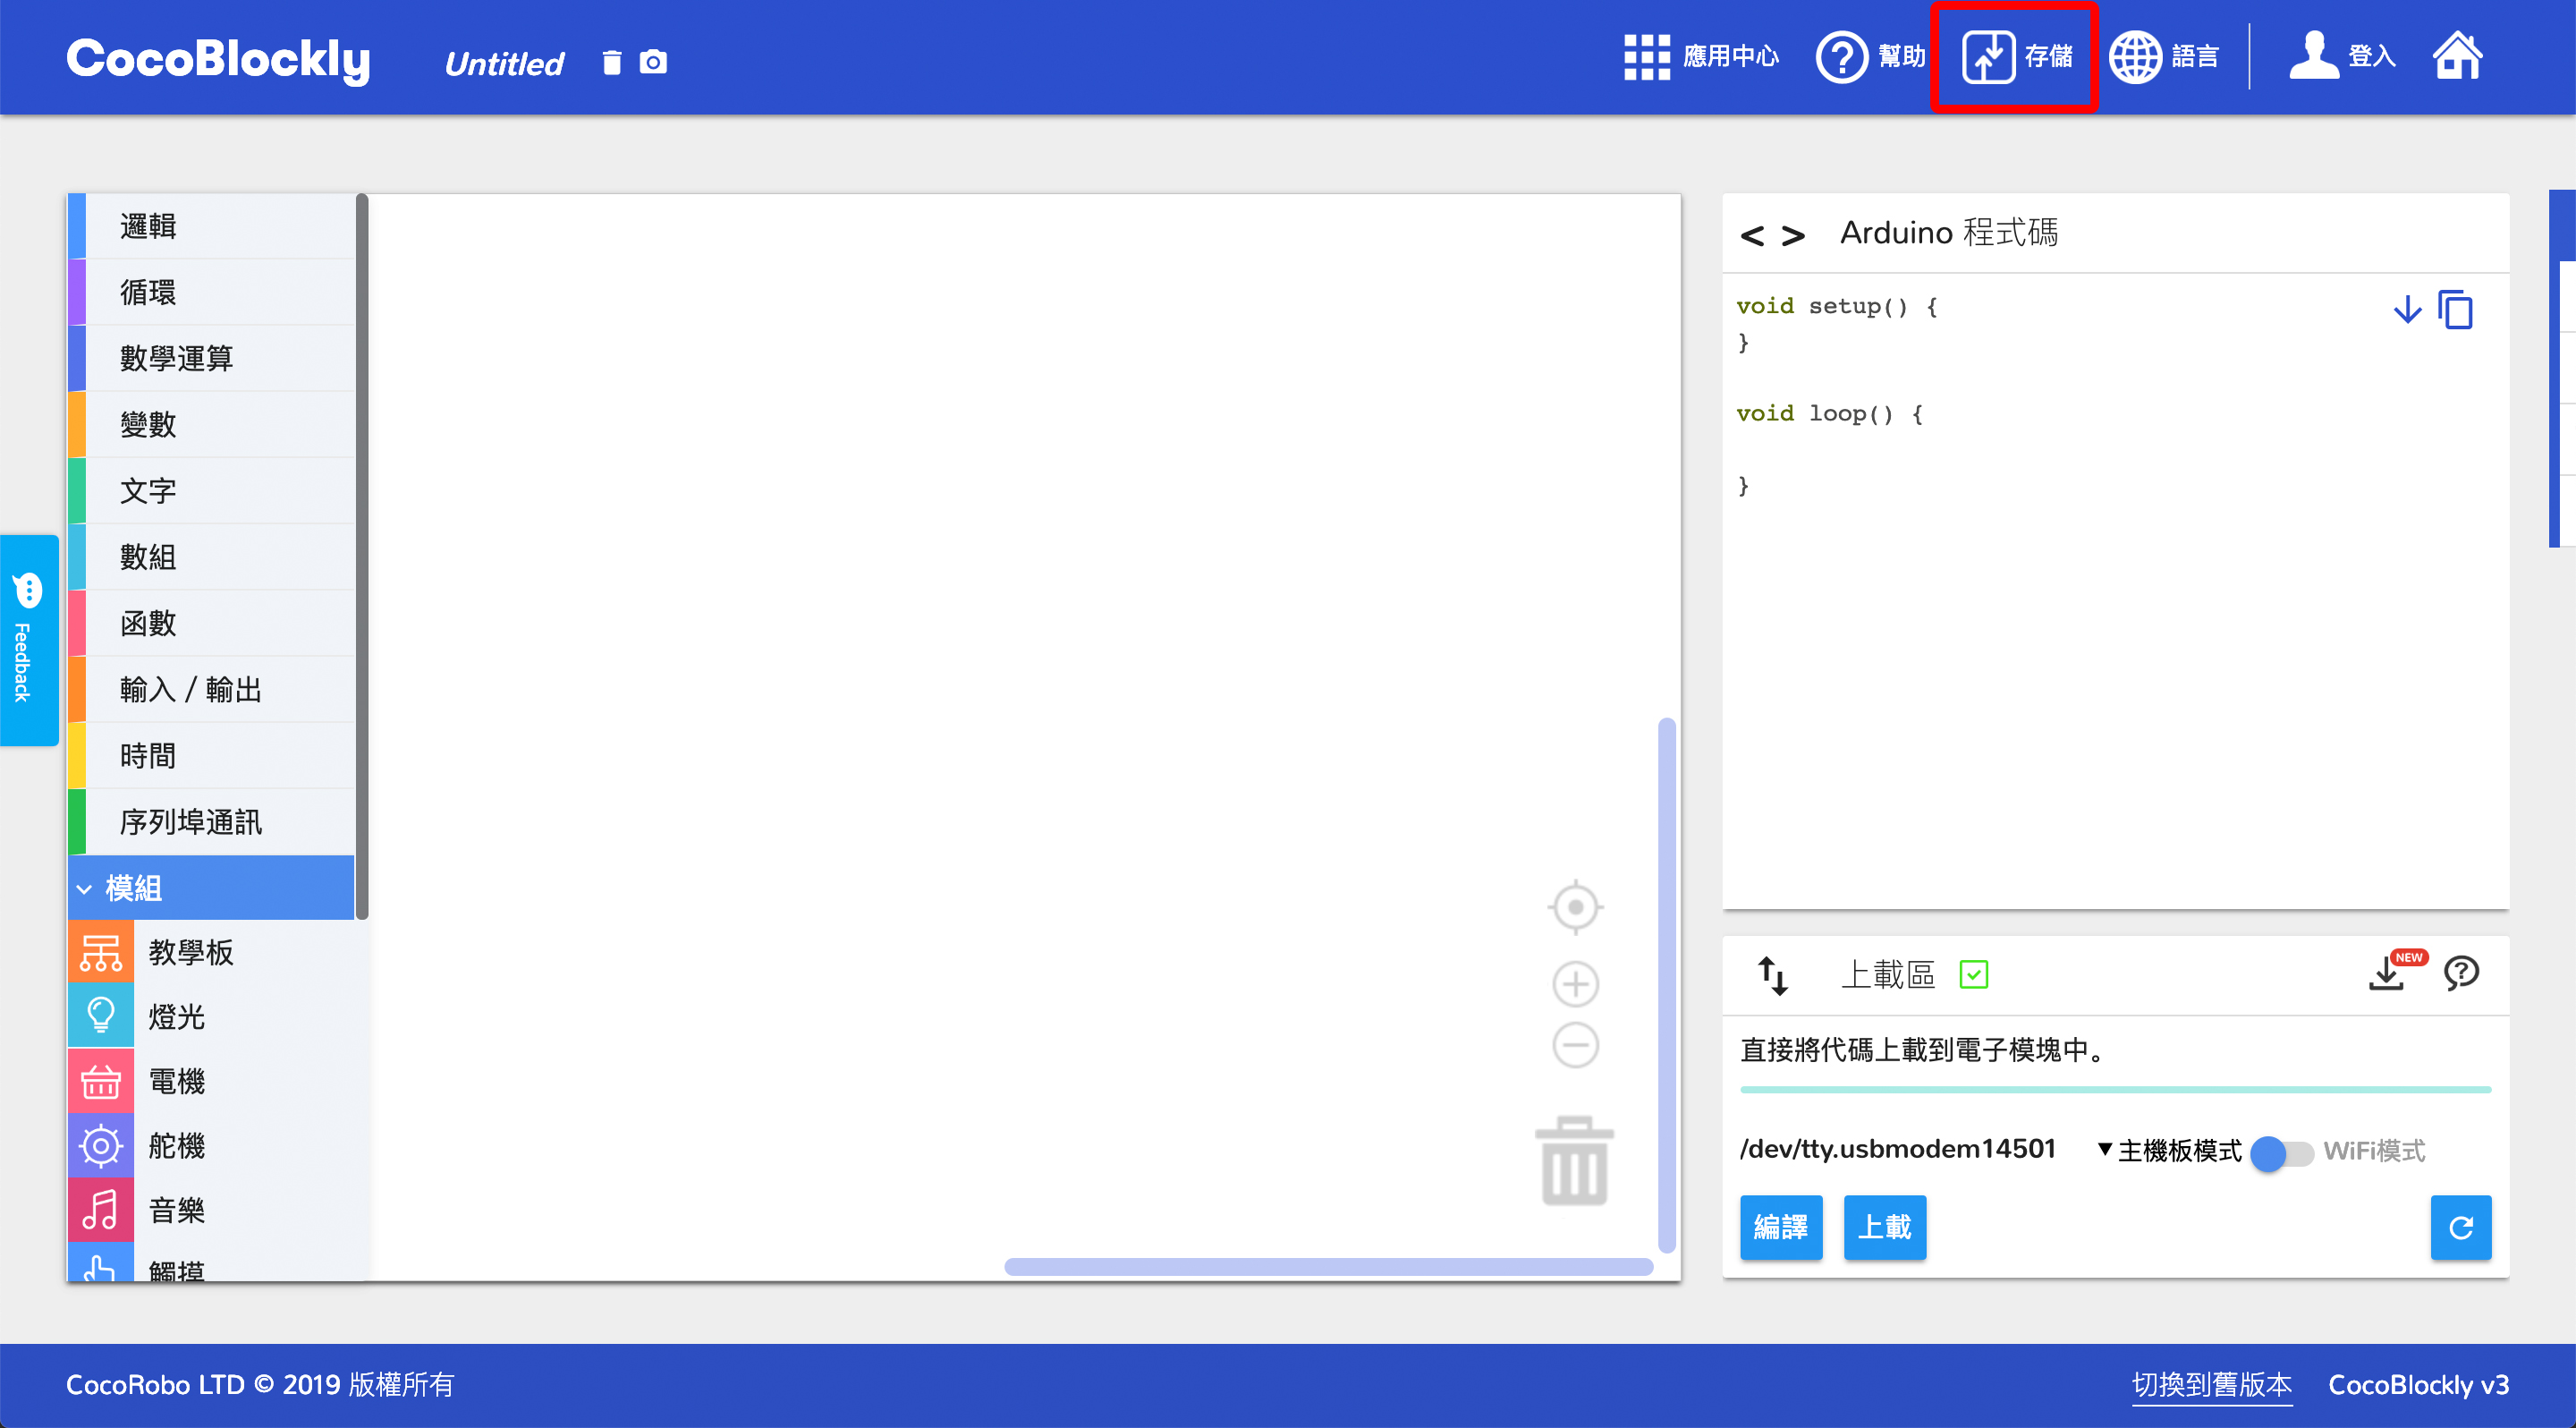 CocoBlockly
Untitled
應用中心
幫助
存儲
語言
登入
邏輯
循環
數學運算
變數
文字
數組
函數
輸入 / 輸出
時間
序列埠通訊
模組
教學板
燈光
電機
舵機
音樂
觸摸
Feedback
< > Arduino 程式碼
void setup() {
}
void loop() {
}
上載區
NEW
直接將代碼上載到電子模塊中。
/dev/tty.usbmodem14501 ▼ 主機板模式 WiFi模式
編譯 上載
CocoRobo LTD © 2019 版權所有
切換到舊版本 CocoBlockly v3